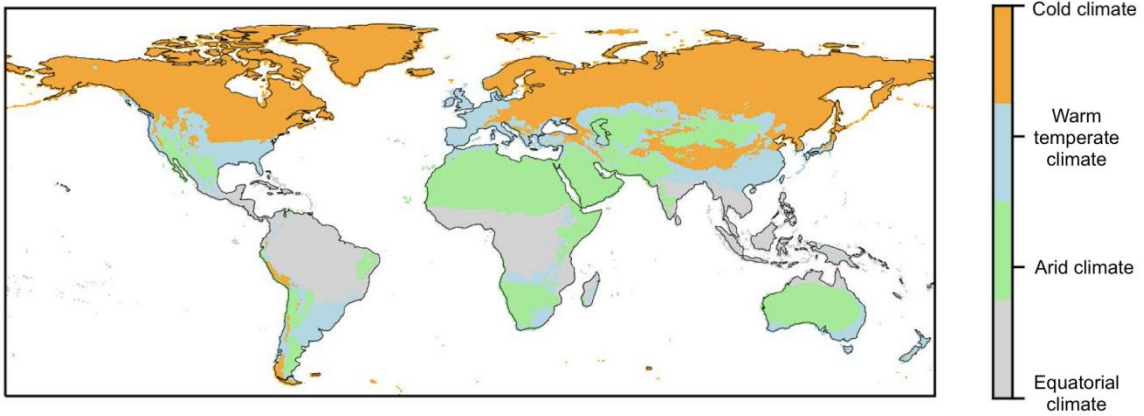 Cold climate
Warm
temperate
climate
Arid climate
Equatorial
climate